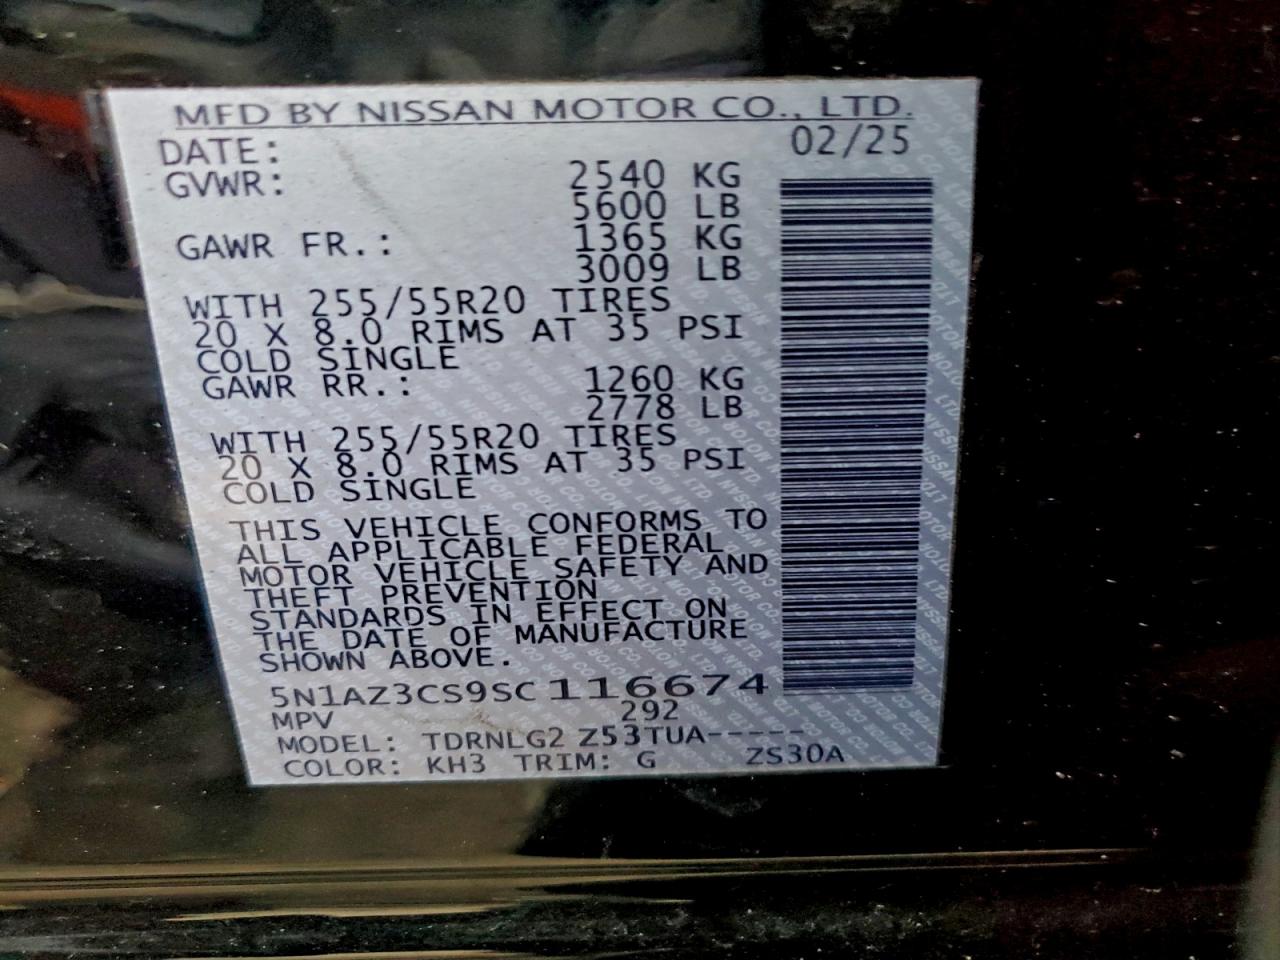 MFD BY NISSAN MOTOR CO., LTD.
DATE: 02/25
GVWR: 2540 KG
5600 LB
GAWR FR.: 1365 KG
3009 LB
WITH 255/55R20 TIRES
20 X 8.0 RIMS AT 35 PSI
COLD SINGLE
GAWR RR.: 1260 KG
2778 LB
WITH 255/55R20 TIRES
20 X 8.0 RIMS AT 35 PSI
COLD SINGLE
THIS VEHICLE CONFORMS TO
ALL APPLICABLE FEDERAL
MOTOR VEHICLE SAFETY AND
THEFT PREVENTION
STANDARDS IN EFFECT ON
THE DATE OF MANUFACTURE
SHOWN ABOVE.
5N1AZ3CS9SC116674
MPV 292
MODEL: TDRNLG2 Z53TUA-----
COLOR: KH3 TRIM: G ZS30A